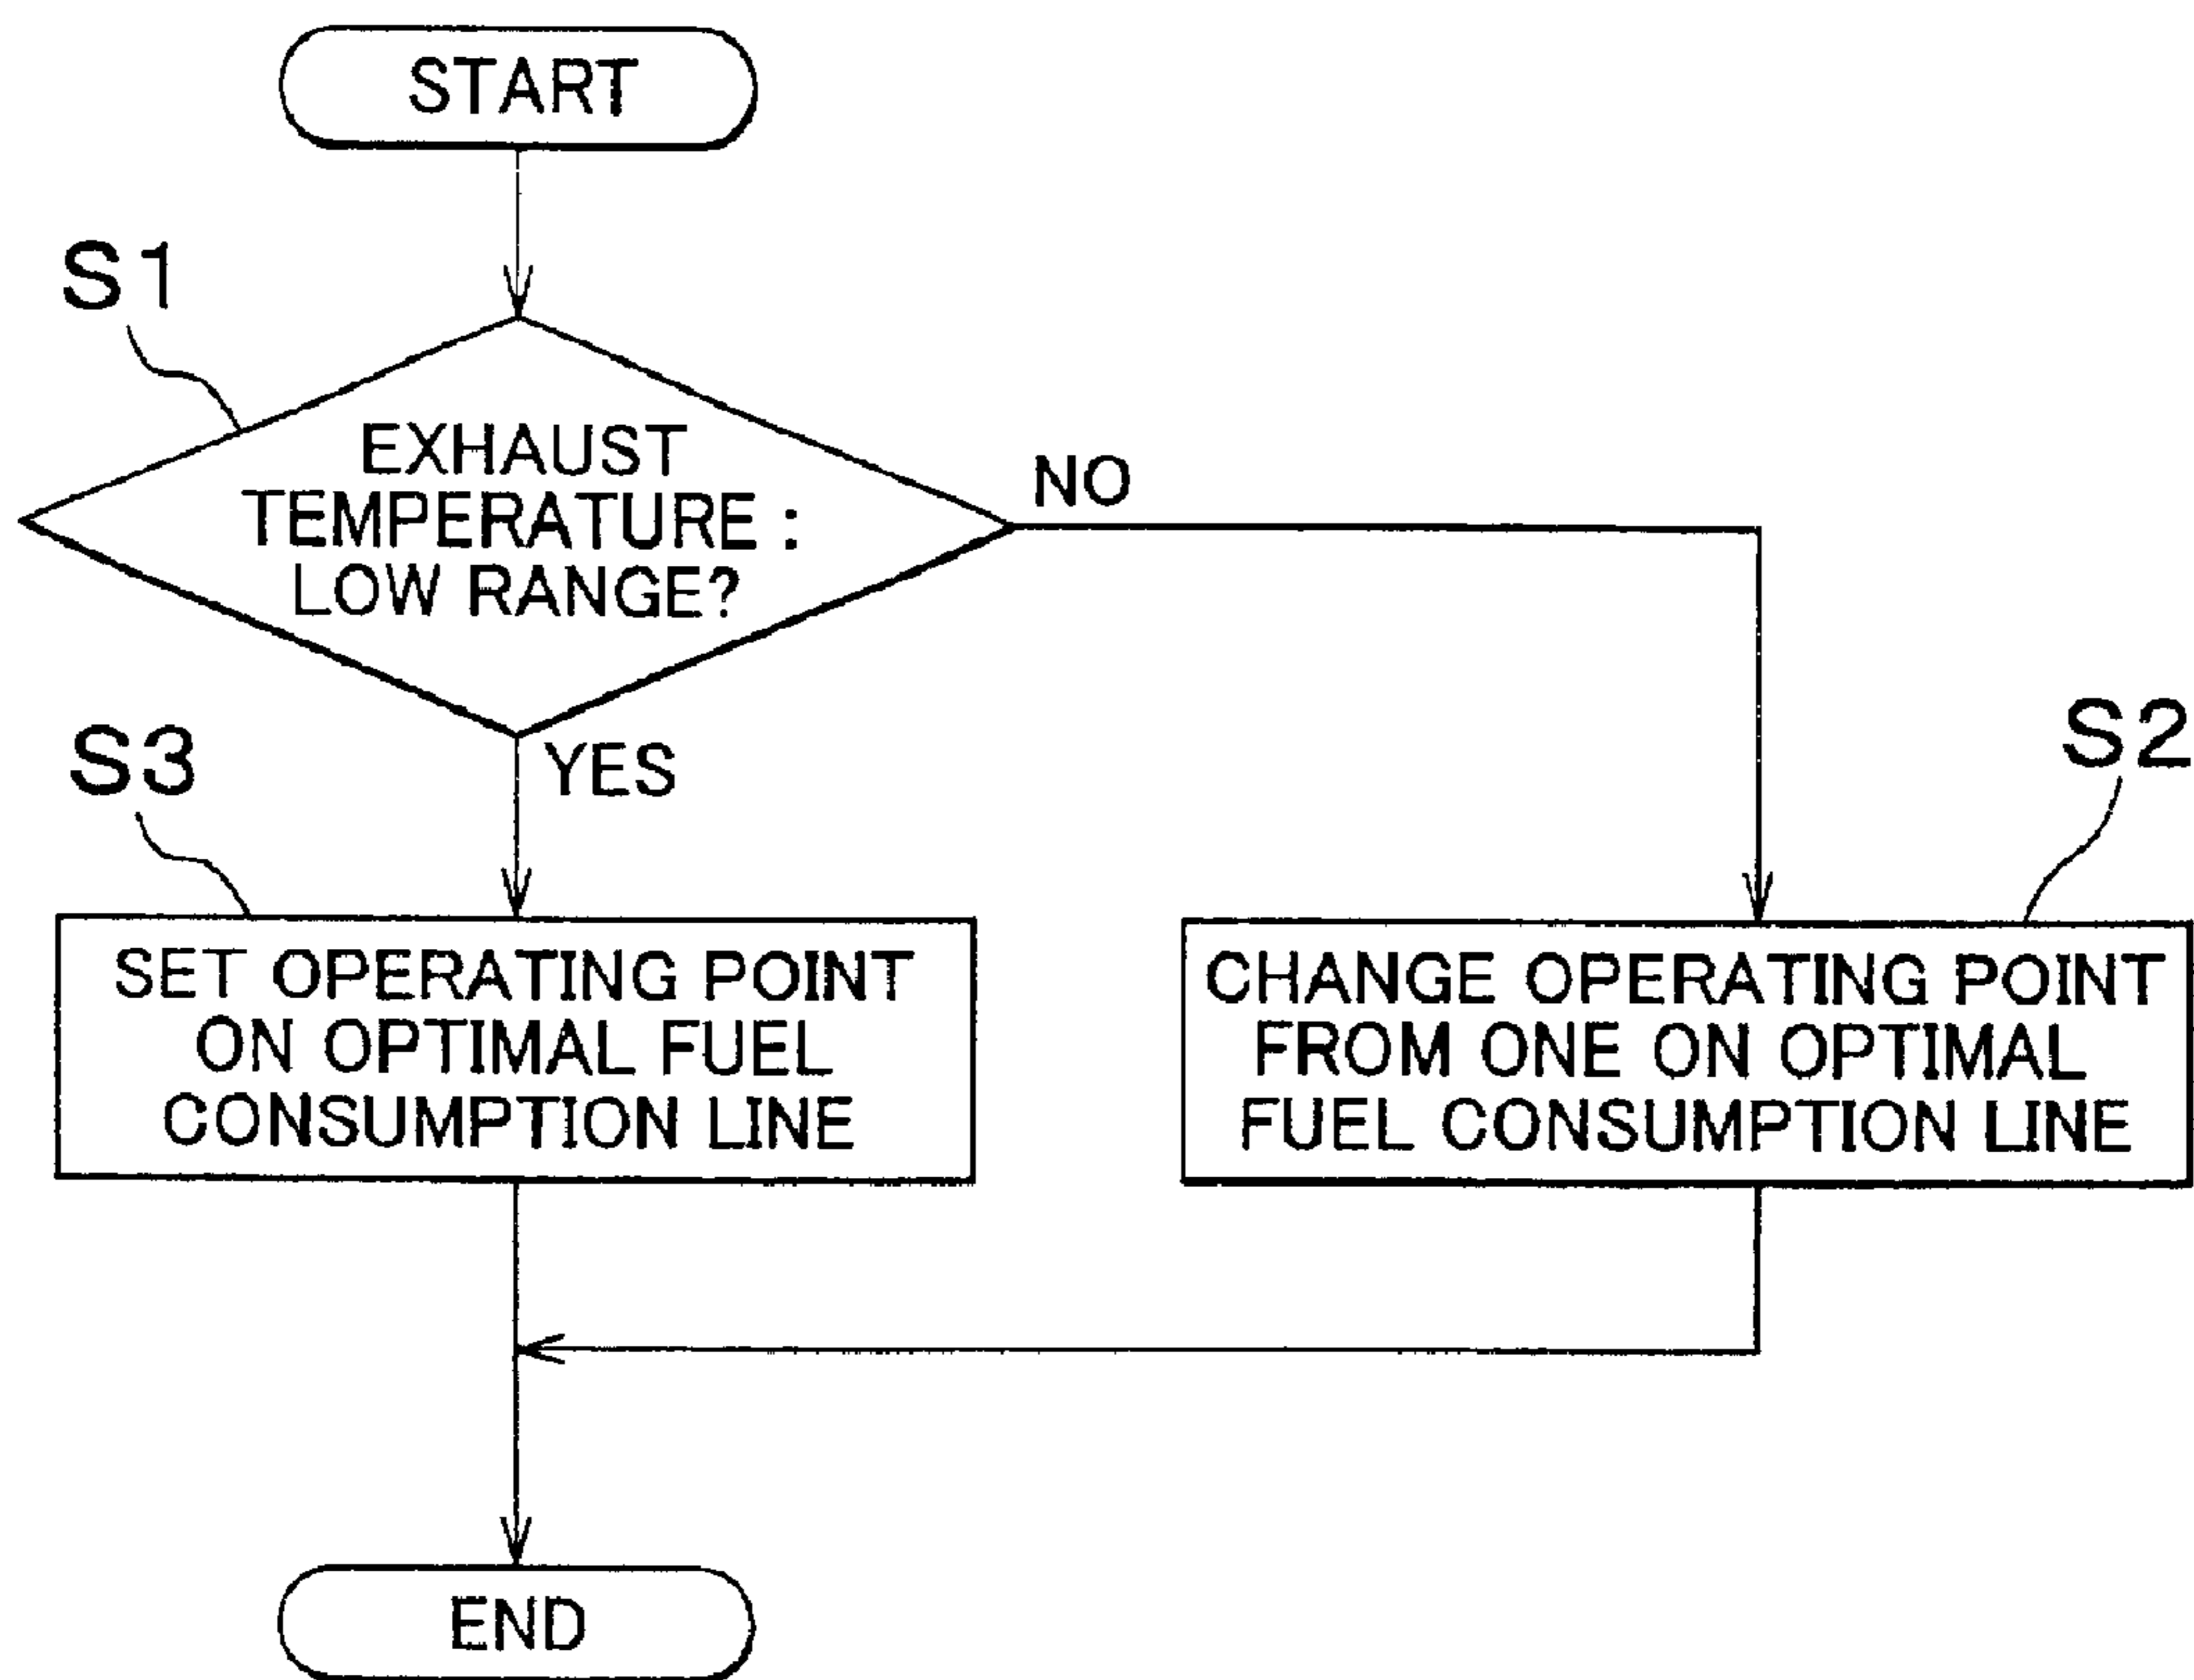 START
S1
EXHAUST
TEMPERATURE :
LOW RANGE?
NO
YES
S3
S2
SET OPERATING POINT
ON OPTIMAL FUEL
CONSUMPTION LINE
CHANGE OPERATING POINT
FROM ONE ON OPTIMAL
FUEL CONSUMPTION LINE
END